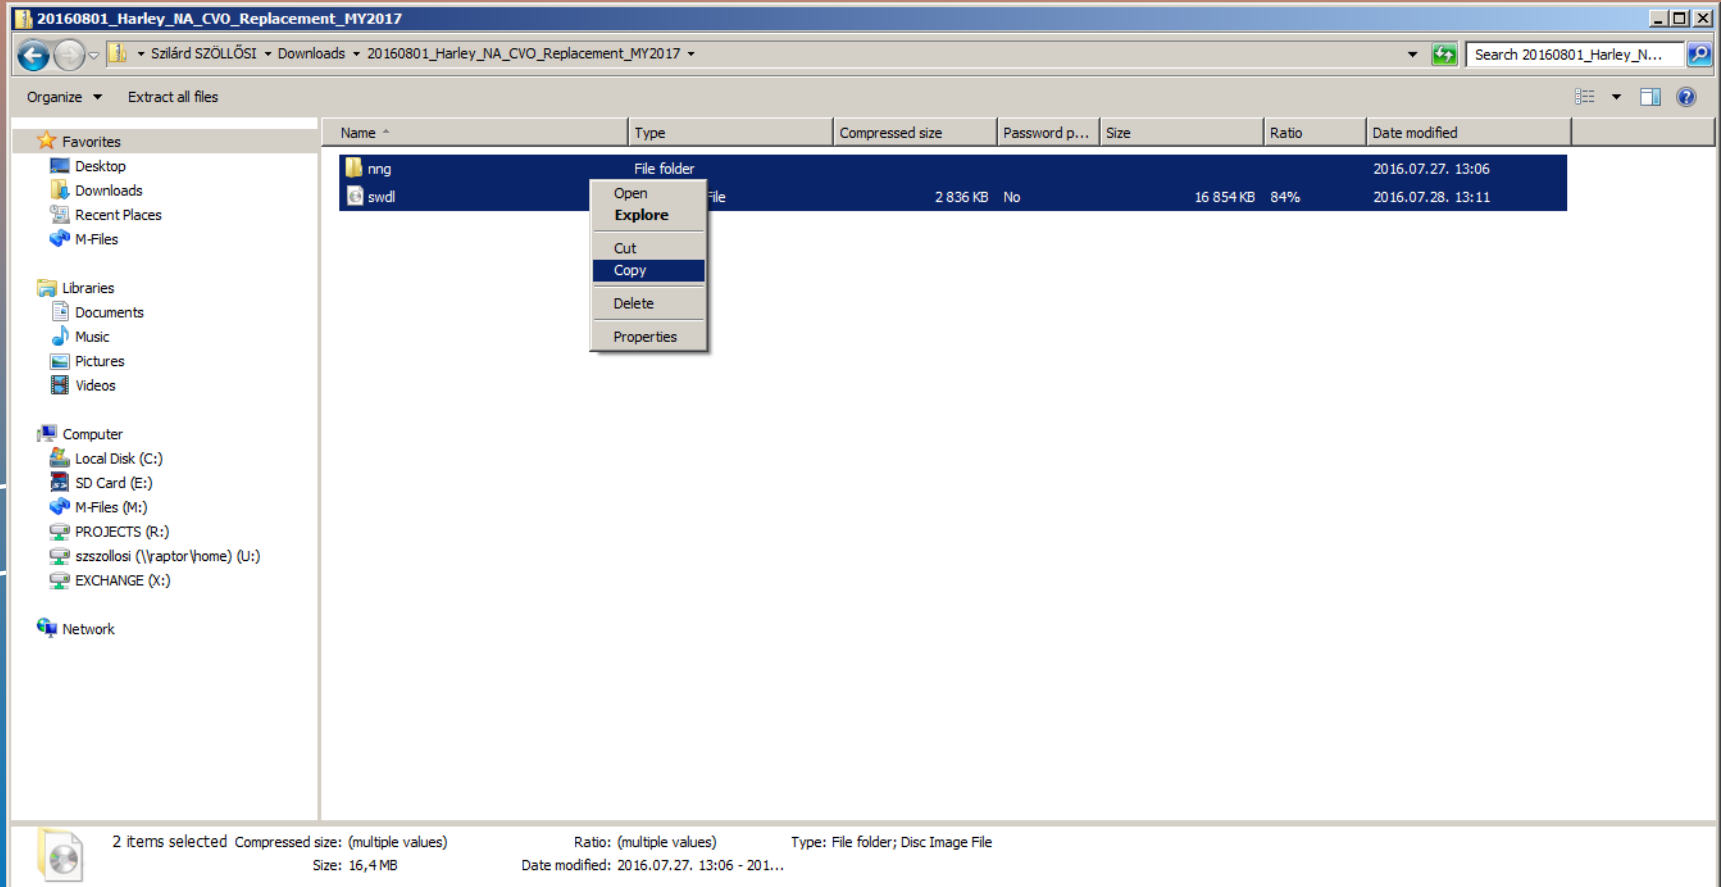 20160801_Harley_NA_CVO_Replacement_MY2017
Szilárd SZÖLLŐSI Downloads 20160801_Harley_NA_CVO_Replacement_MY2017
Search 20160801_Harley_N...
Organize Extract all files
Favorites
Desktop
Downloads
Recent Places
M-Files
Libraries
Documents
Music
Pictures
Videos
Computer
Local Disk (C:)
SD Card (E:)
M-Files (M:)
PROJECTS (R:)
szszollosi (\\raptor\home) (U:)
EXCHANGE (X:)
Network
Name Type Compressed size Password p... Size Ratio Date modified
nng File folder 2016.07.27. 13:06
swdl File 2 836 KB No 16 854 KB 84% 2016.07.28. 13:11
Open
Explore
Cut
Copy
Delete
Properties
2 items selected Compressed size: (multiple values) Ratio: (multiple values) Type: File folder; Disc Image File
Size: 16,4 MB Date modified: 2016.07.27. 13:06 - 201...